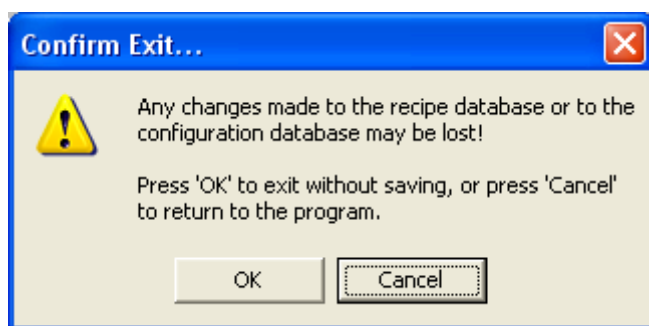 Confirm Exit...
Any changes made to the recipe database or to the
configuration database may be lost!
Press 'OK' to exit without saving, or press 'Cancel'
to return to the program.
OK
Cancel